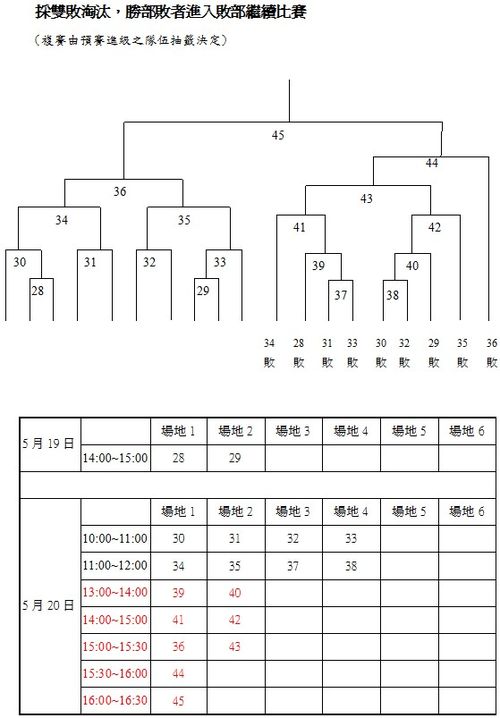 採雙敗淘汰，勝部敗者進入敗部繼續比賽
（複賽由預賽進級之隊伍抽籤決定）
45
44
36
43
34 35 41 42
30 31 32 33 39 40
28 29 37 38
34 28 31 33 30 32 29 35 36
敗 敗 敗 敗 敗 敗 敗 敗 敗
5月19日 場地1 場地2 場地3 場地4 場地5 場地6
14:00~15:00 28 29
5月20日 場地1 場地2 場地3 場地4 場地5 場地6
10:00~11:00 30 31 32 33
11:00~12:00 34 35 37 38
13:00~14:00 39 40
14:00~15:00 41 42
15:00~15:30 36 43
15:30~16:00 44
16:00~16:30 45